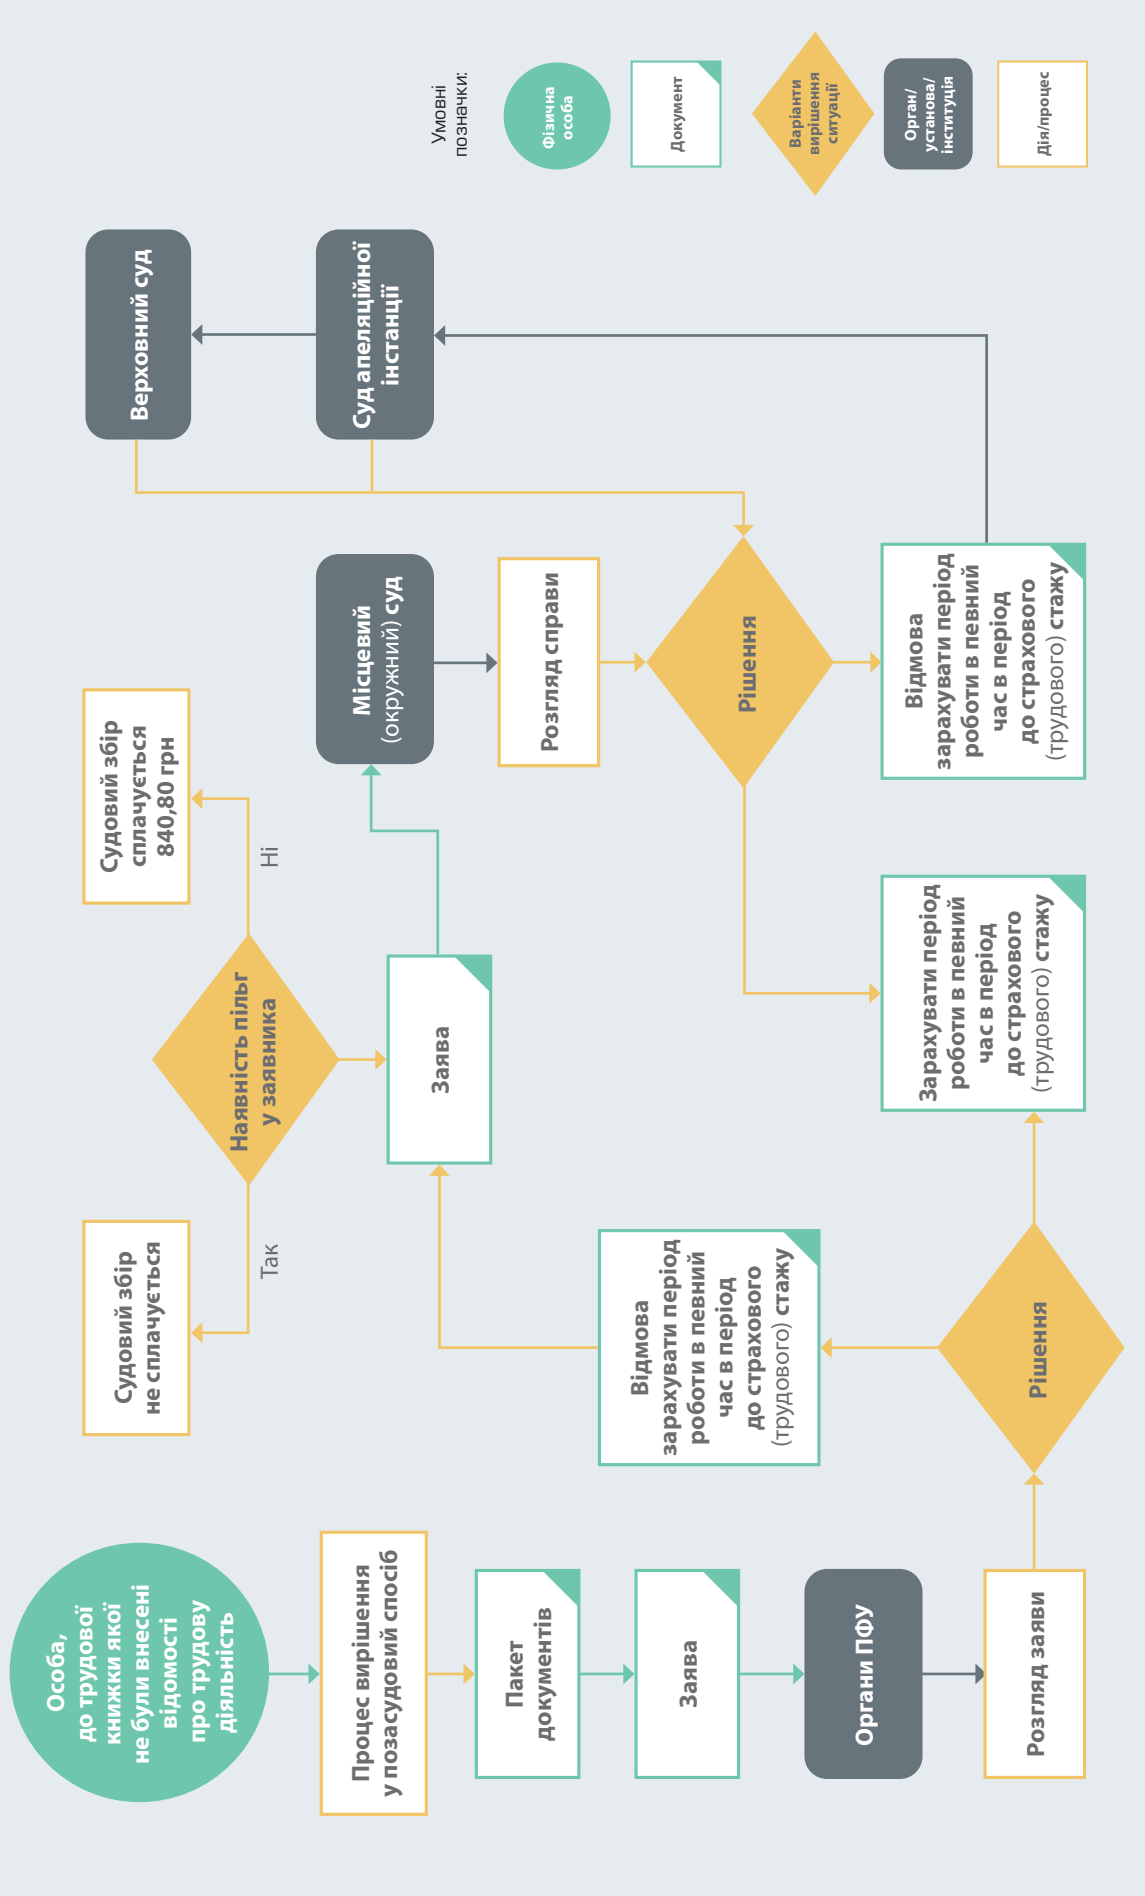 Особа,
до трудової
книжки якої
не були внесені
відомості
про трудову
діяльність
Процес вирішення
у позасудовий спосіб
Пакет
документів
Заява
Органи ПФУ
Розгляд заяви
Рішення
Відмова
зарахувати період
роботи в певний
час в період
до страхового
(трудового) стажу
Судовий збір
не сплачується
Так
Наявність пільг
у заявника
Ні
Судовий збір
сплачується
840,80 грн
Заява
Зарахувати період
роботи в певний
час в період
до страхового
(трудового) стажу
Місцевий
(окружний) суд
Розгляд справи
Рішення
Відмова
зарахувати період
роботи в певний
час в період
до страхового
(трудового) стажу
Верховний суд
Суд апеляційної
інстанції
Умовні
позначки:
Фізична
особа
Документ
Варіанти
вирішення
ситуації
Орган/
установа/
інституція
Дія/процес